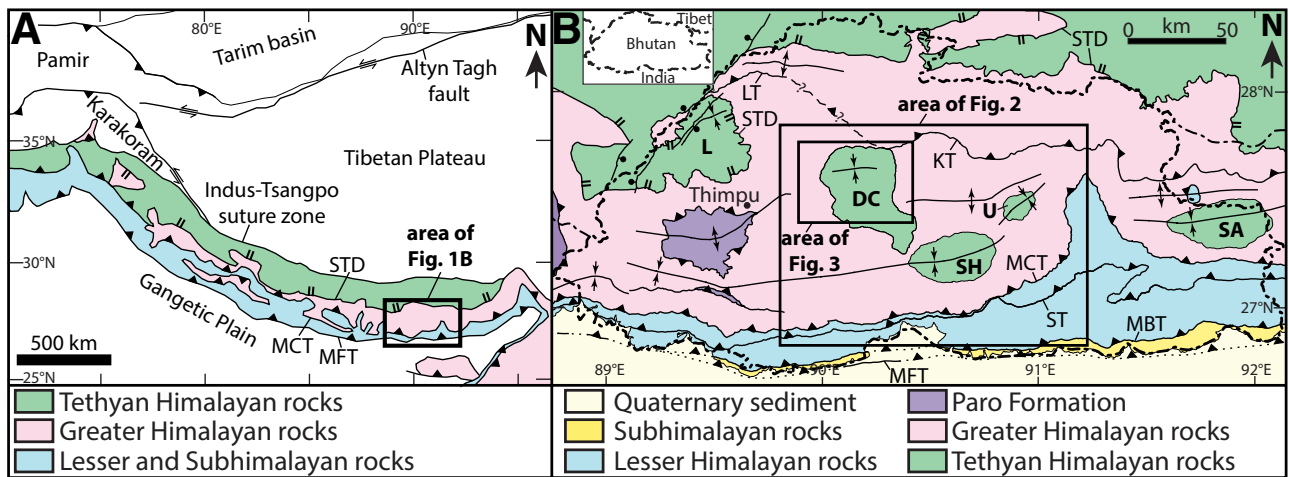 A
80°E
90°E
N
Pamir
Tarim basin
Altyn Tagh
fault
Karakoram
35°N
Tibetan Plateau
Indus-Tsangpo
suture zone
area of
Fig. 1B
30°N
STD
Gangetic Plain
MCT
MFT
500 km
25°N
Tethyan Himalayan rocks
Greater Himalayan rocks
Lesser and Subhimalayan rocks
B
Tibet
Bhutan
India
STD
0 km 50
N
28°N
LT
STD
area of Fig. 2
L
KT
Thimpu
DC
U
SA
area of
Fig. 3
SH
MCT
ST
27°N
MBT
MFT
89°E
90°E
91°E
92°E
Quaternary sediment
Subhimalayan rocks
Lesser Himalayan rocks
Paro Formation
Greater Himalayan rocks
Tethyan Himalayan rocks